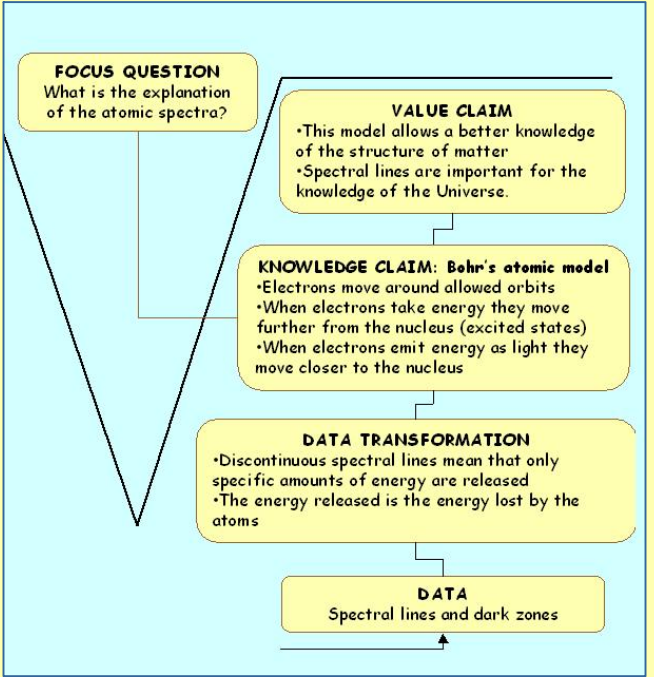 FOCUS QUESTION
What is the explanation
of the atomic spectra?
VALUE CLAIM
•This model allows a better knowledge
of the structure of matter
•Spectral lines are important for the
knowledge of the Universe.
KNOWLEDGE CLAIM: Bohr's atomic model
•Electrons move around allowed orbits
•When electrons take energy they move
further from the nucleus (excited states)
•When electrons emit energy as light they
move closer to the nucleus
DATA TRANSFORMATION
•Discontinuous spectral lines mean that only
specific amounts of energy are released
•The energy released is the energy lost by the
atoms
DATA
Spectral lines and dark zones